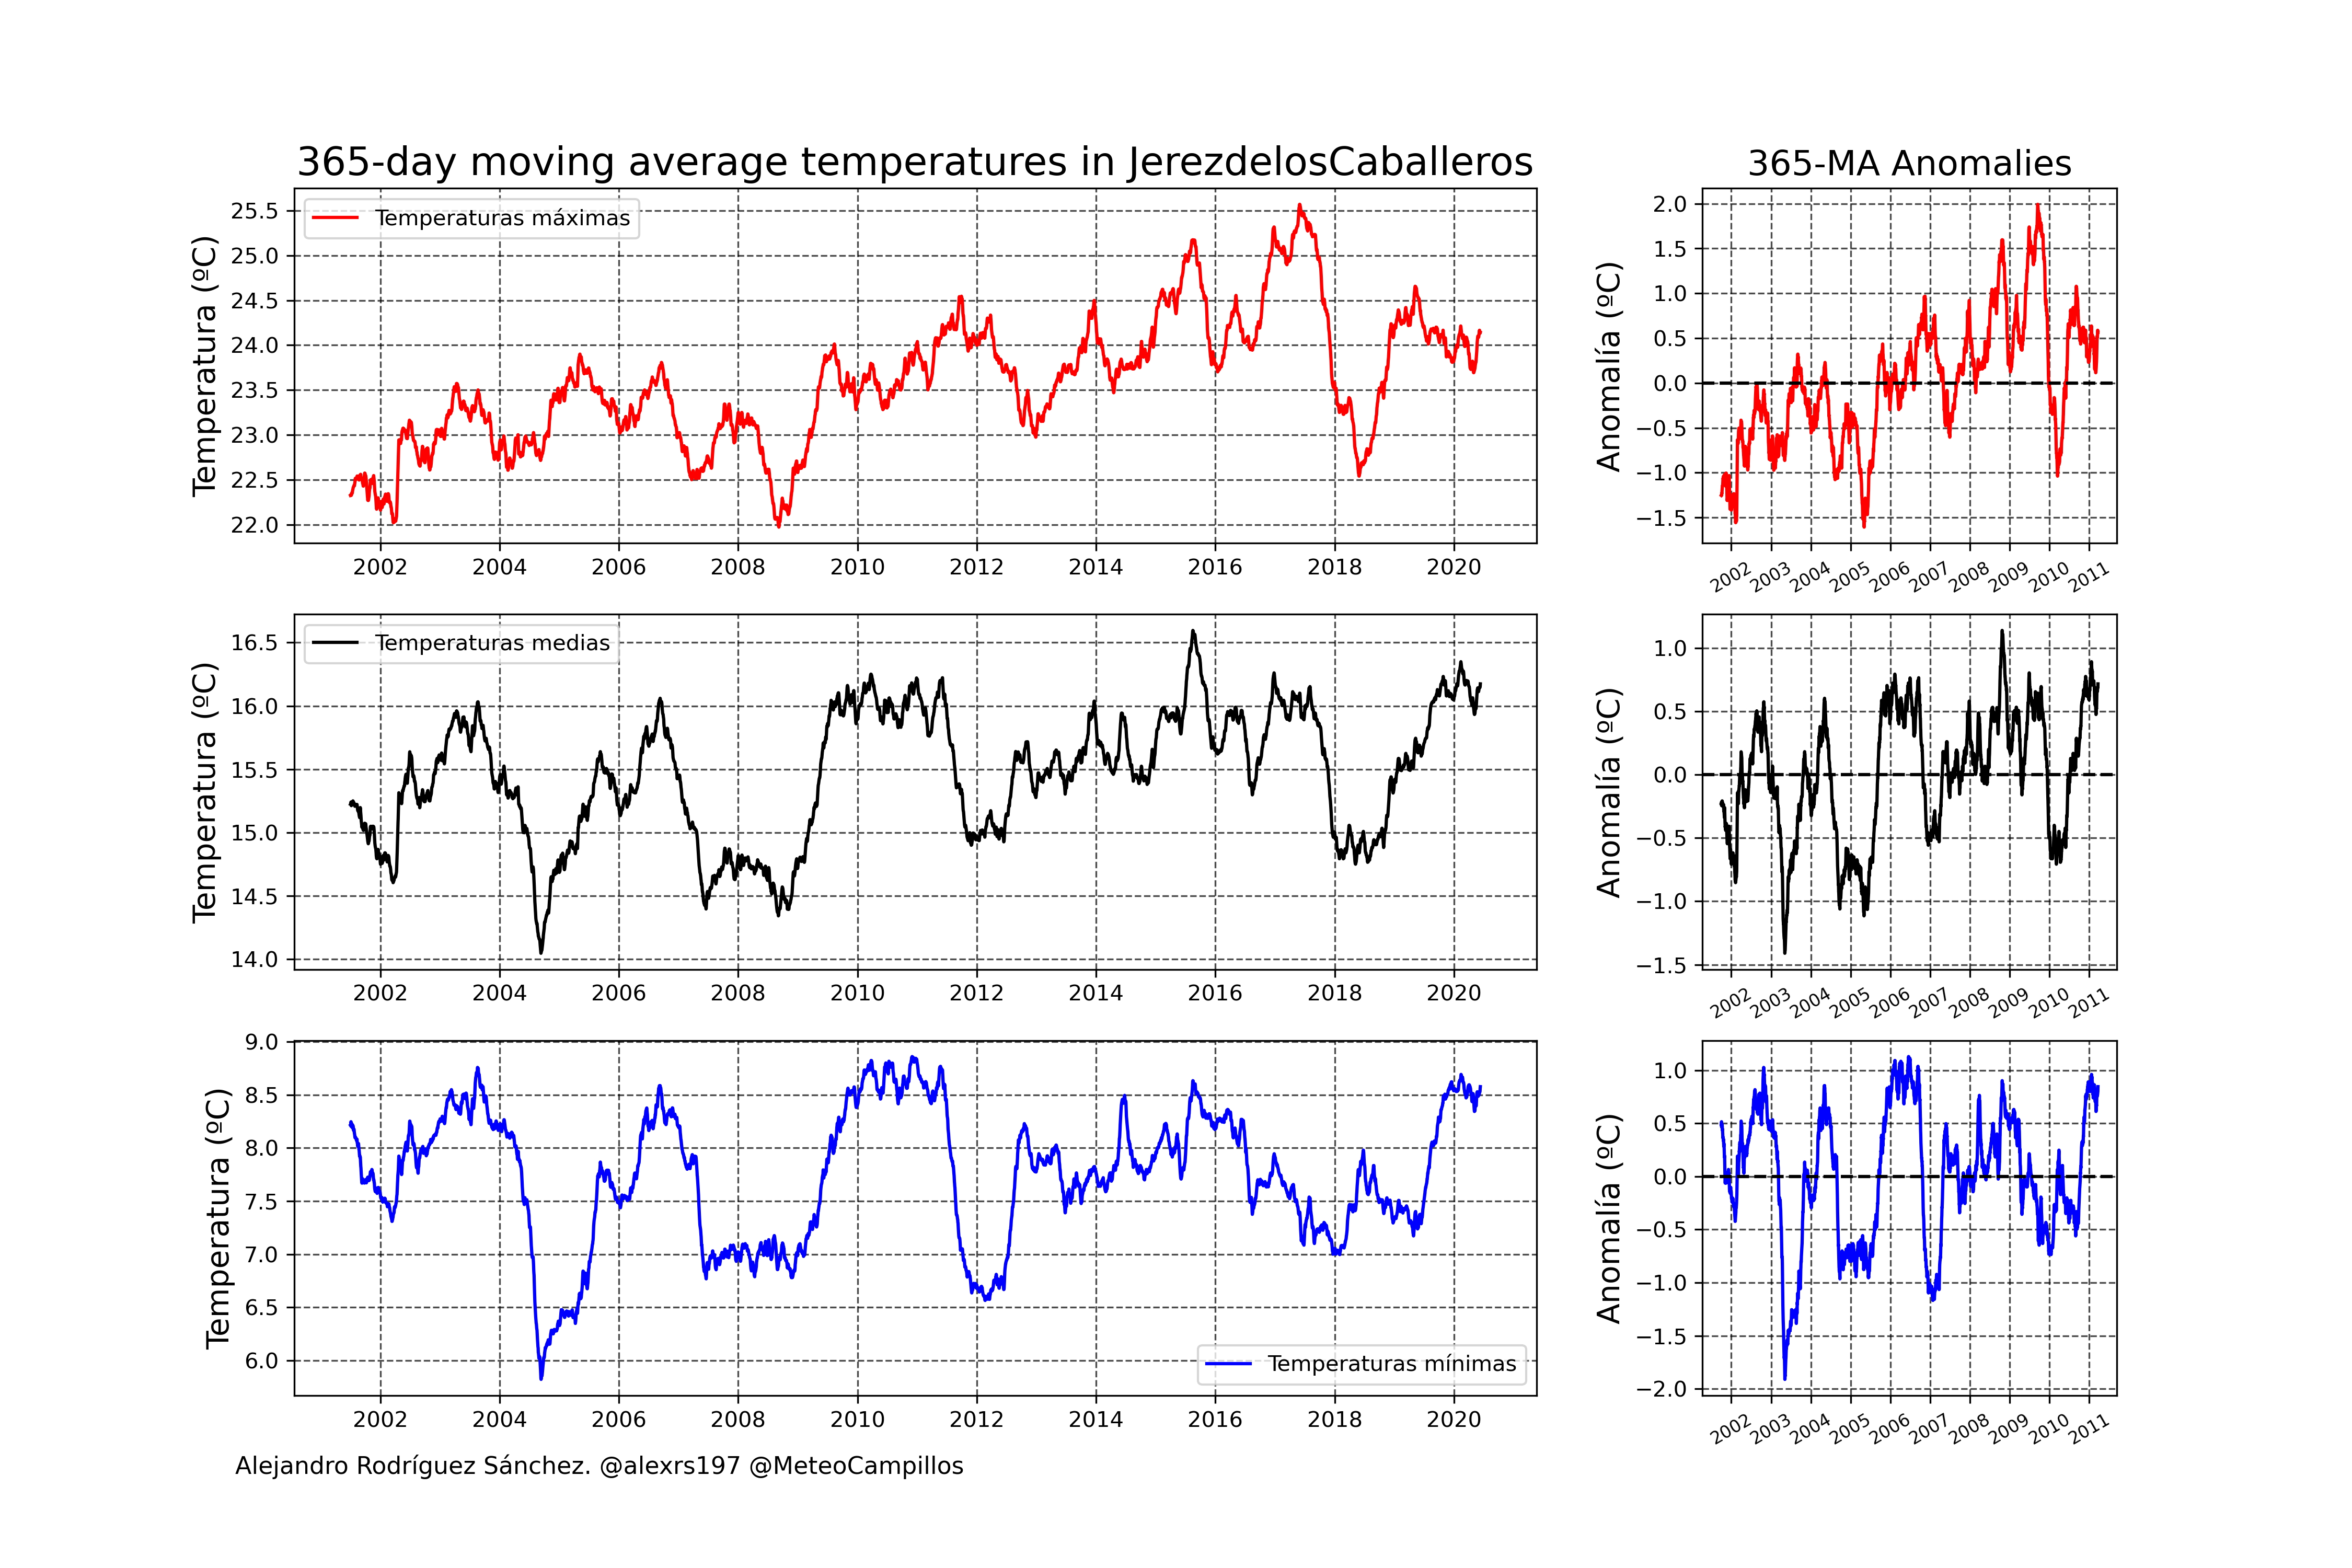 365-day moving average temperatures in JerezdelosCaballeros
365-MA Anomalies
Temperatura (ºC)
25.5
25.0
24.5
24.0
23.5
23.0
22.5
22.0
Temperaturas máximas
2002 2004 2006 2008 2010 2012 2014 2016 2018 2020
Anomalía (ºC)
2.0
1.5
1.0
0.5
0.0
−0.5
−1.0
−1.5
2002 2003 2004 2005 2006 2007 2008 2009 2010 2011
Temperatura (ºC)
16.5
16.0
15.5
15.0
14.5
14.0
Temperaturas medias
2002 2004 2006 2008 2010 2012 2014 2016 2018 2020
Anomalía (ºC)
1.0
0.5
0.0
−0.5
−1.0
−1.5
2002 2003 2004 2005 2006 2007 2008 2009 2010 2011
Temperatura (ºC)
9.0
8.5
8.0
7.5
7.0
6.5
6.0
Temperaturas mínimas
2002 2004 2006 2008 2010 2012 2014 2016 2018 2020
Anomalía (ºC)
1.0
0.5
0.0
−0.5
−1.0
−1.5
−2.0
2002 2003 2004 2005 2006 2007 2008 2009 2010 2011
Alejandro Rodríguez Sánchez. @alexrs197 @MeteoCampillos